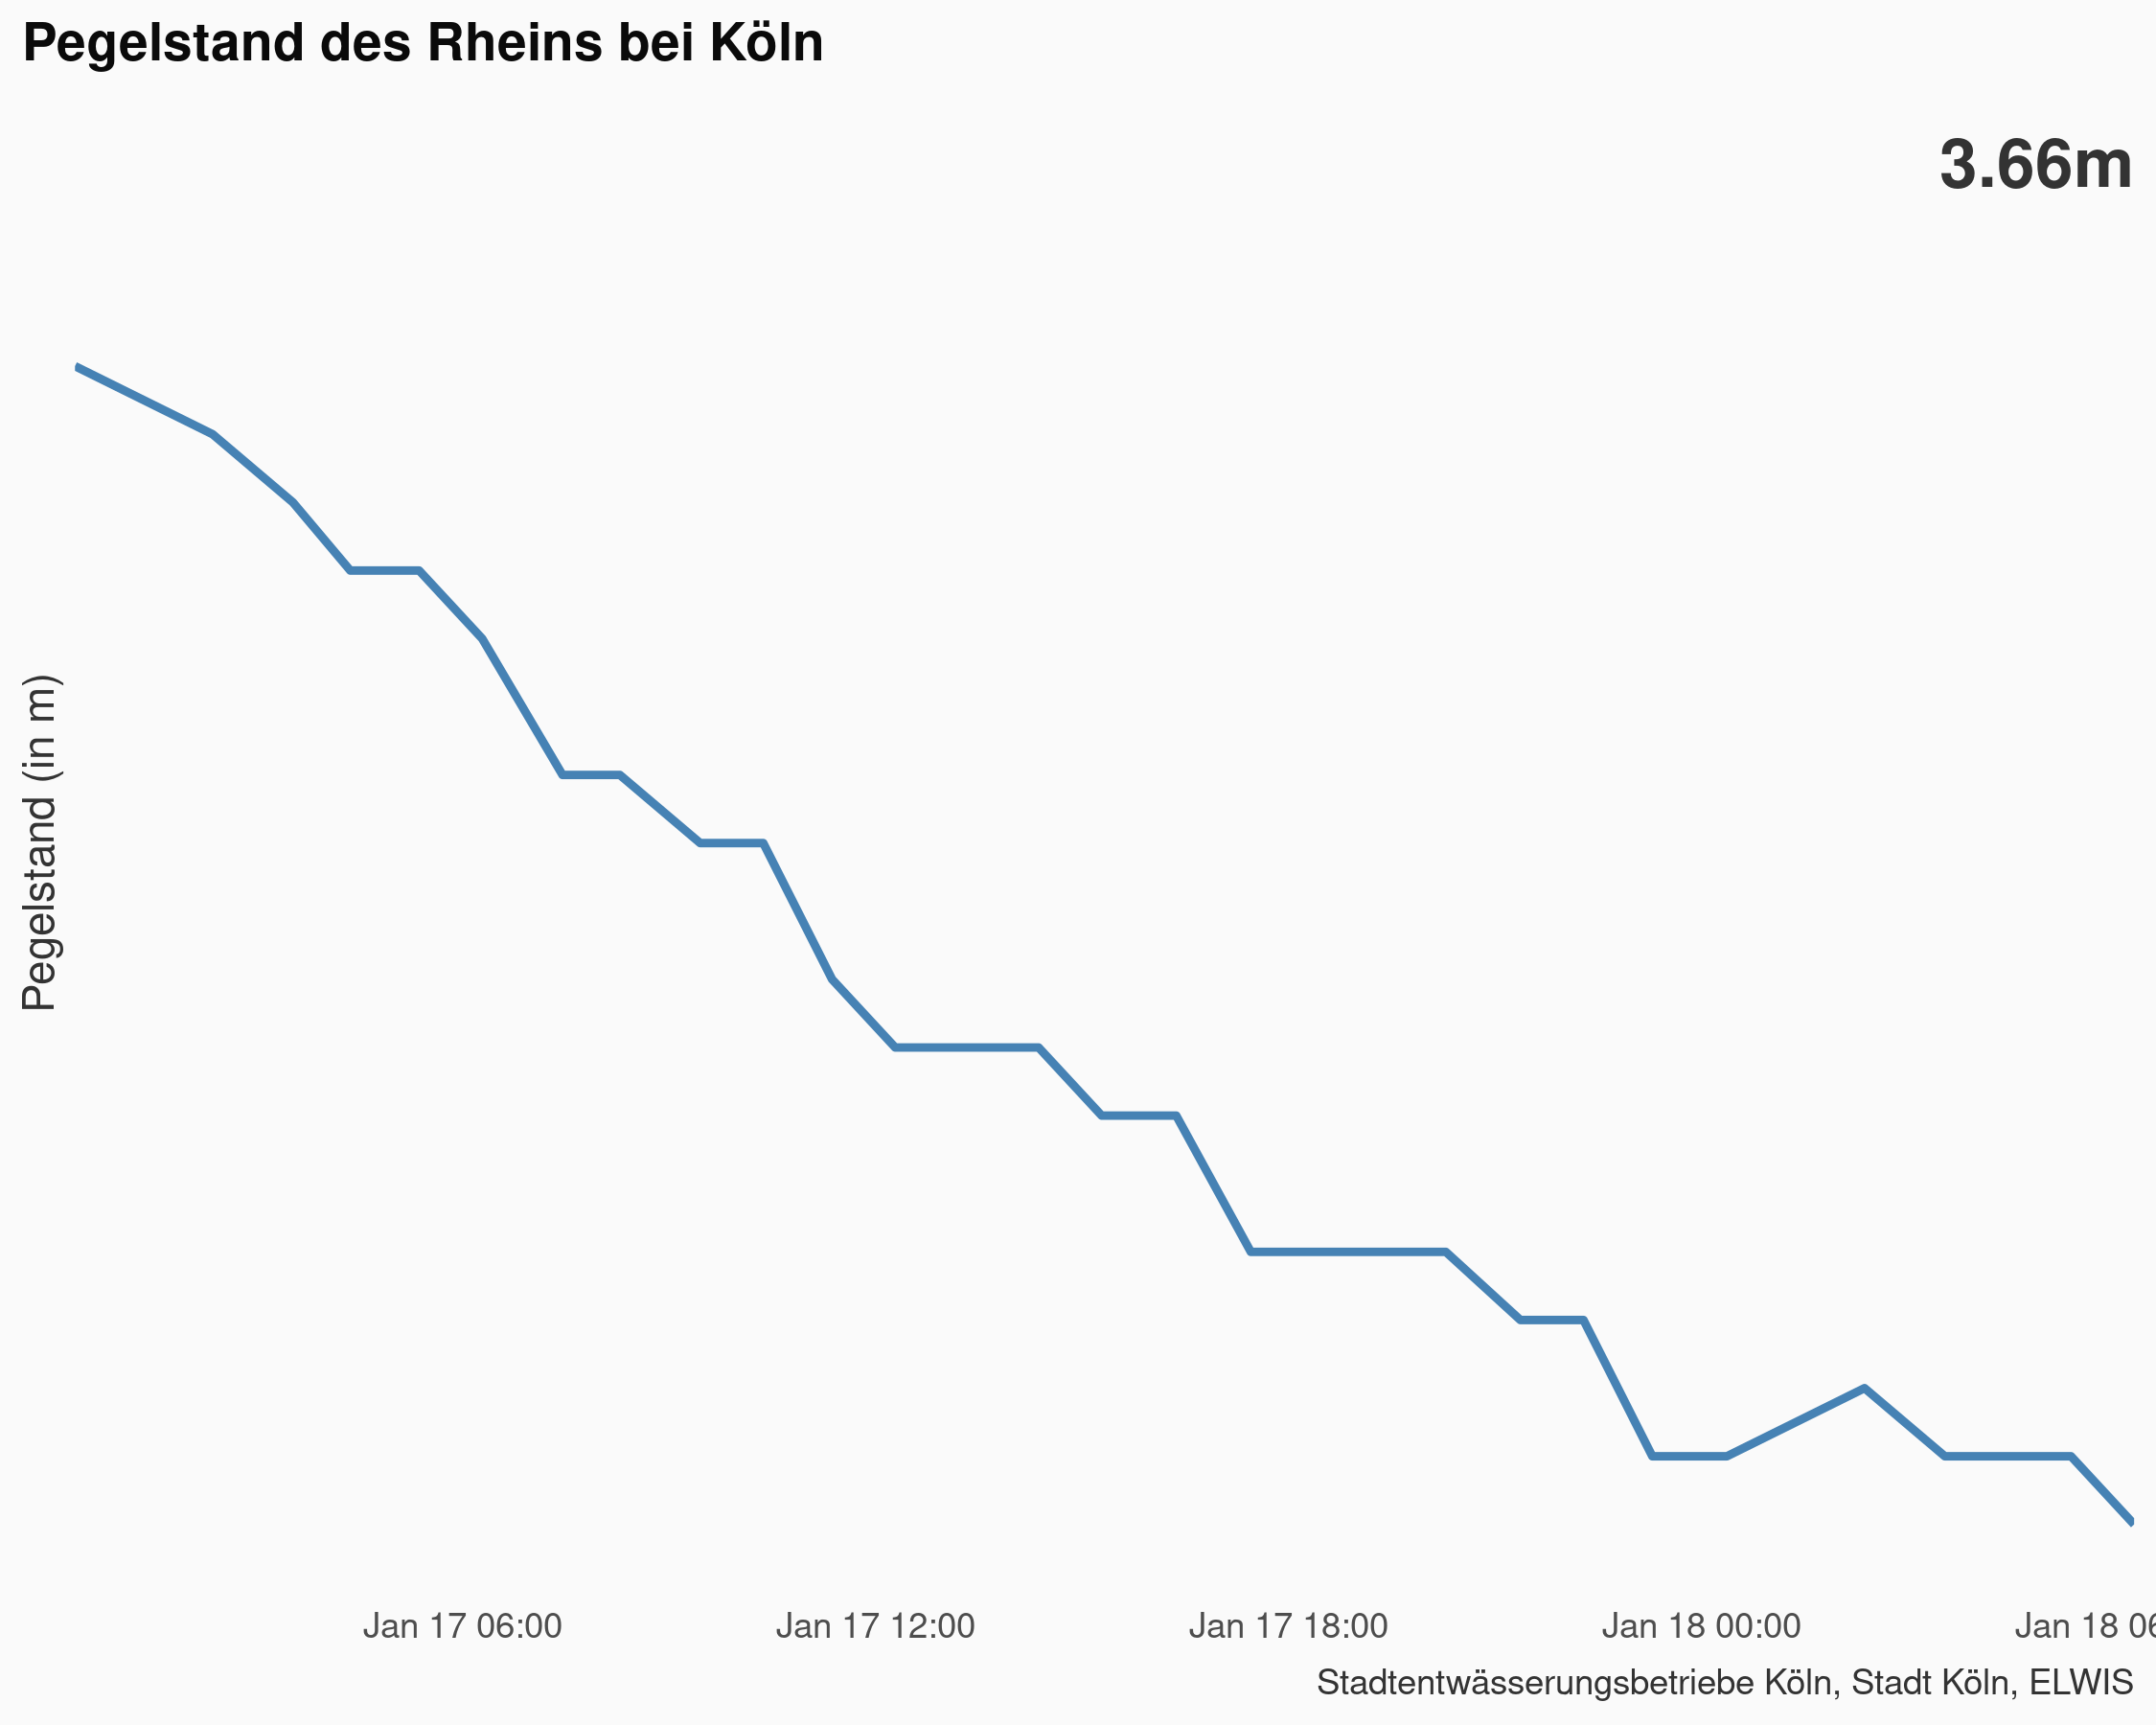 Pegelstand des Rheins bei Köln
3.66m
Pegelstand (in m)
Jan 17 06:00 Jan 17 12:00 Jan 17 18:00 Jan 18 00:00 Jan 18 06
Stadtentwässerungsbetriebe Köln, Stadt Köln, ELWIS